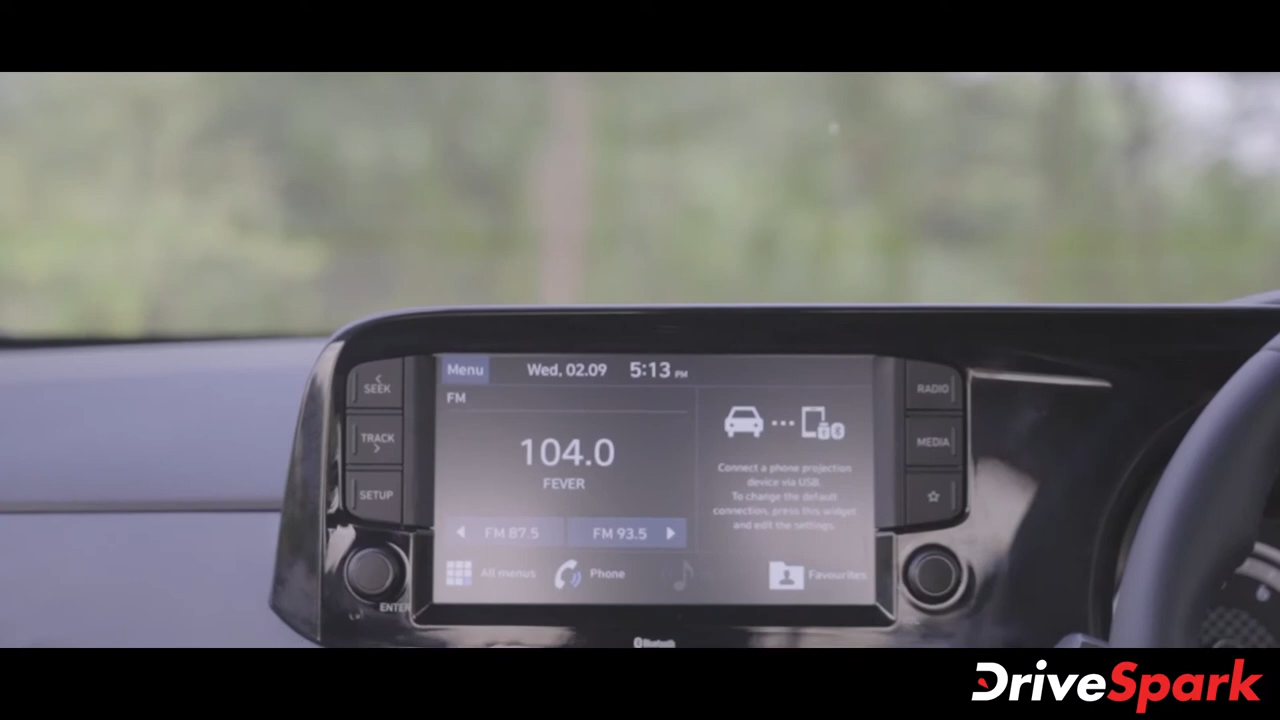 SEEK
TRACK
SETUP
ENTER
Menu Wed, 02.09 5:13 PM
FM
104.0
FEVER
FM 87.5 FM 93.5
Connect a phone projection
device via USB.
To change the default
connection, press this widget
and edit the settings.
All menus Phone Favourites
RADIO
MEDIA
Bluetooth
DriveSpark